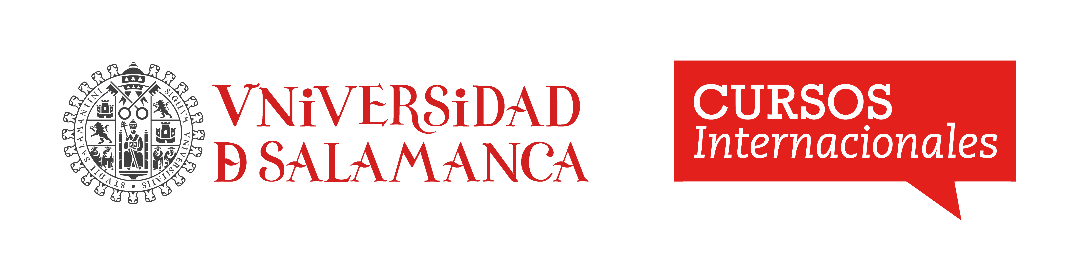 VNiVERSiDAD
D SALAMANCA
CURSOS
Internacionales